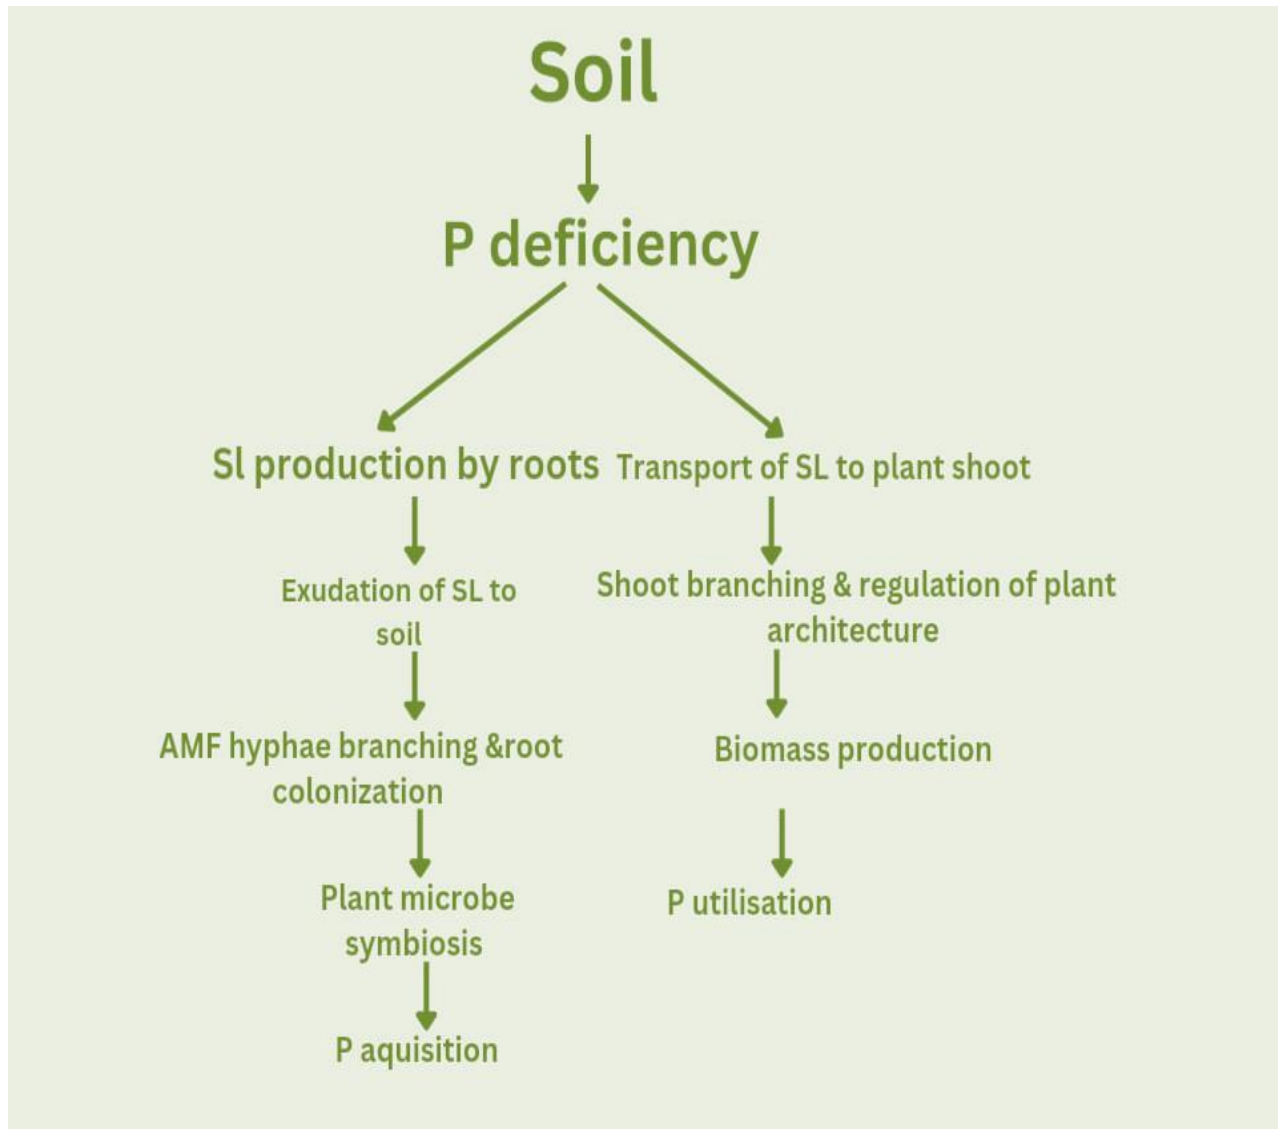 Soil
P deficiency
Sl production by roots
Transport of SL to plant shoot
Exudation of SL to
soil
Shoot branching & regulation of plant
architecture
AMF hyphae branching &root
colonization
Biomass production
Plant microbe
symbiosis
P utilisation
P aquisition